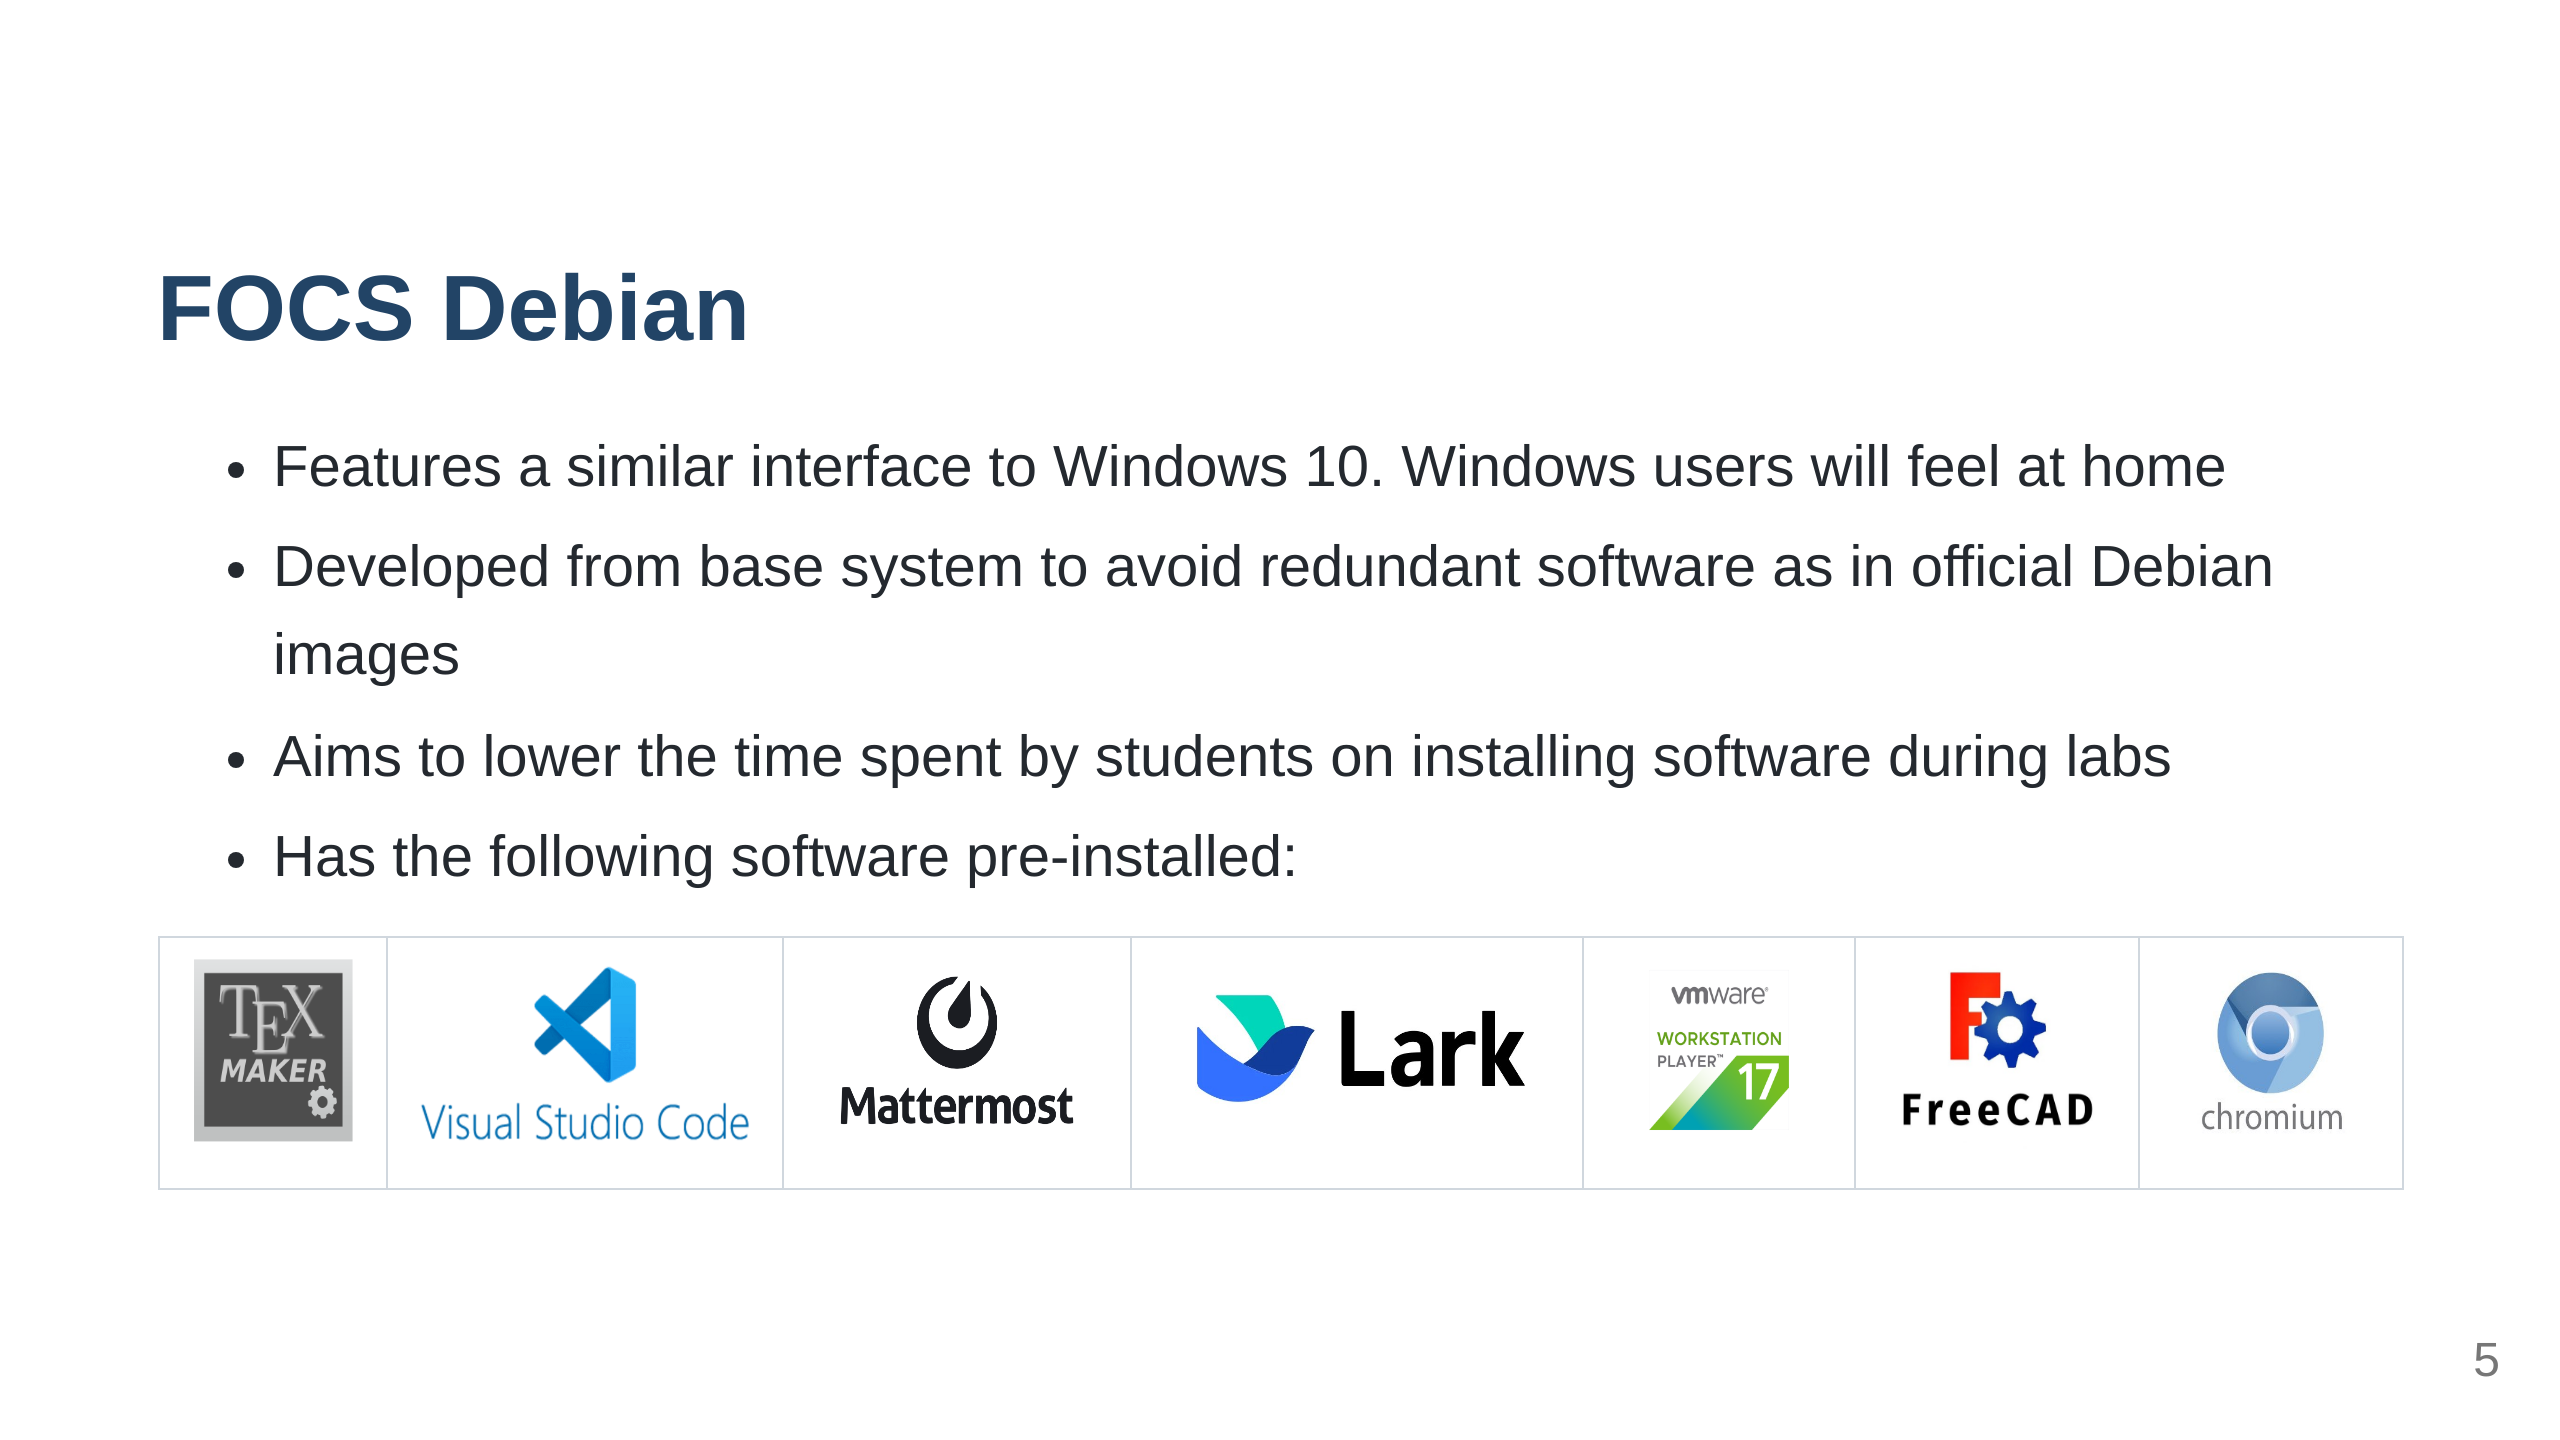 FOCS Debian
• Features a similar interface to Windows 10. Windows users will feel at home
• Developed from base system to avoid redundant software as in official Debian
images
• Aims to lower the time spent by students on installing software during labs
• Has the following software pre-installed:
TEX
MAKER
Visual Studio Code
Mattermost
Lark
vmware®
WORKSTATION
PLAYER™
17
FreeCAD
chromium
5